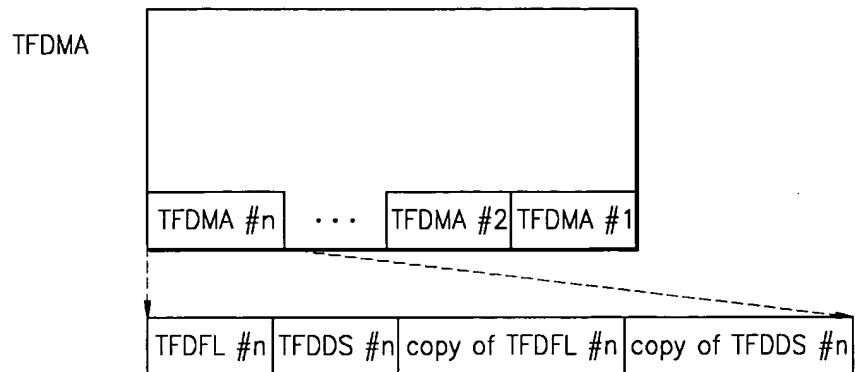 TFDMA
TFDMA #n ... TFDMA #2 TFDMA #1
TFDFL #n TFDDS #n copy of TFDFL #n copy of TFDDS #n